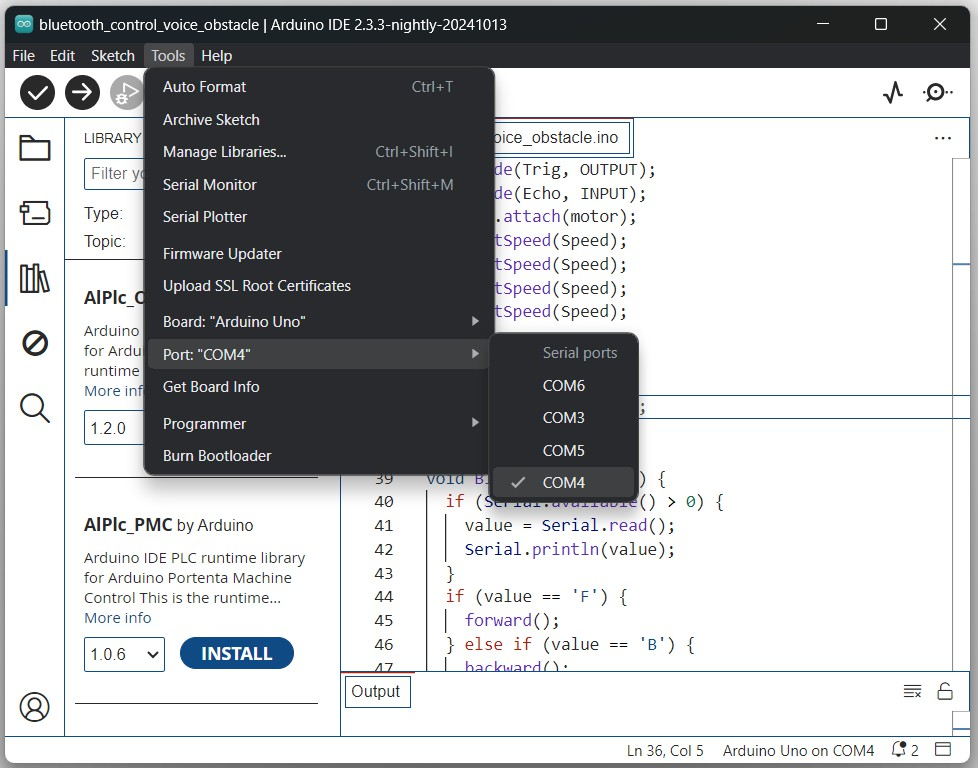 bluetooth_control_voice_obstacle | Arduino IDE 2.3.3-nightly-20241013
File Edit Sketch Tools Help
Auto Format Ctrl+T
Archive Sketch
Manage Libraries... Ctrl+Shift+I
Serial Monitor Ctrl+Shift+M
Serial Plotter
Firmware Updater
Upload SSL Root Certificates
Board: "Arduino Uno"
Port: "COM4"
Get Board Info
Programmer
Burn Bootloader
Serial ports
COM6
COM3
COM5
COM4
LIBRARY
Filter yo
Type:
Topic:
AIPlc_O
Arduino
for Ardu
runtime
More info
1.2.0
AIPlc_PMC by Arduino
Arduino IDE PLC runtime library
for Arduino Portenta Machine
Control This is the runtime...
More info
1.0.6 INSTALL
oice_obstacle.ino
de(Trig, OUTPUT);
de(Echo, INPUT);
.attach(motor);
tSpeed(Speed);
tSpeed(Speed);
tSpeed(Speed);
tSpeed(Speed);
;
39 void B ) {
40 if (Serial.available() > 0) {
41 value = Serial.read();
42 Serial.println(value);
43 }
44 if (value == 'F') {
45 forward();
46 } else if (value == 'B') {
47 backward();
Output
Ln 36, Col 5 Arduino Uno on COM4 2